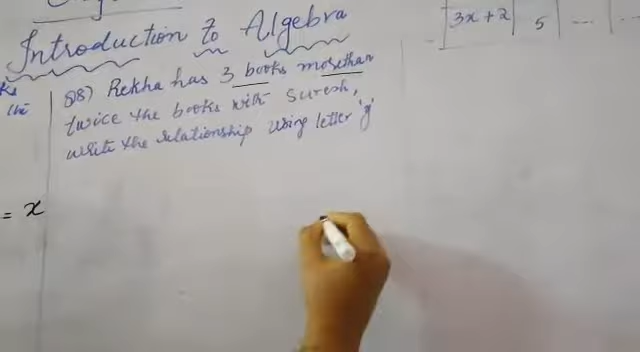 Introduction to Algebra
3x + 2 5 ... ...
Q8) Rekha has 3 books more than
twice the books with Suresh,
write the relationship using letter 'y'
= x